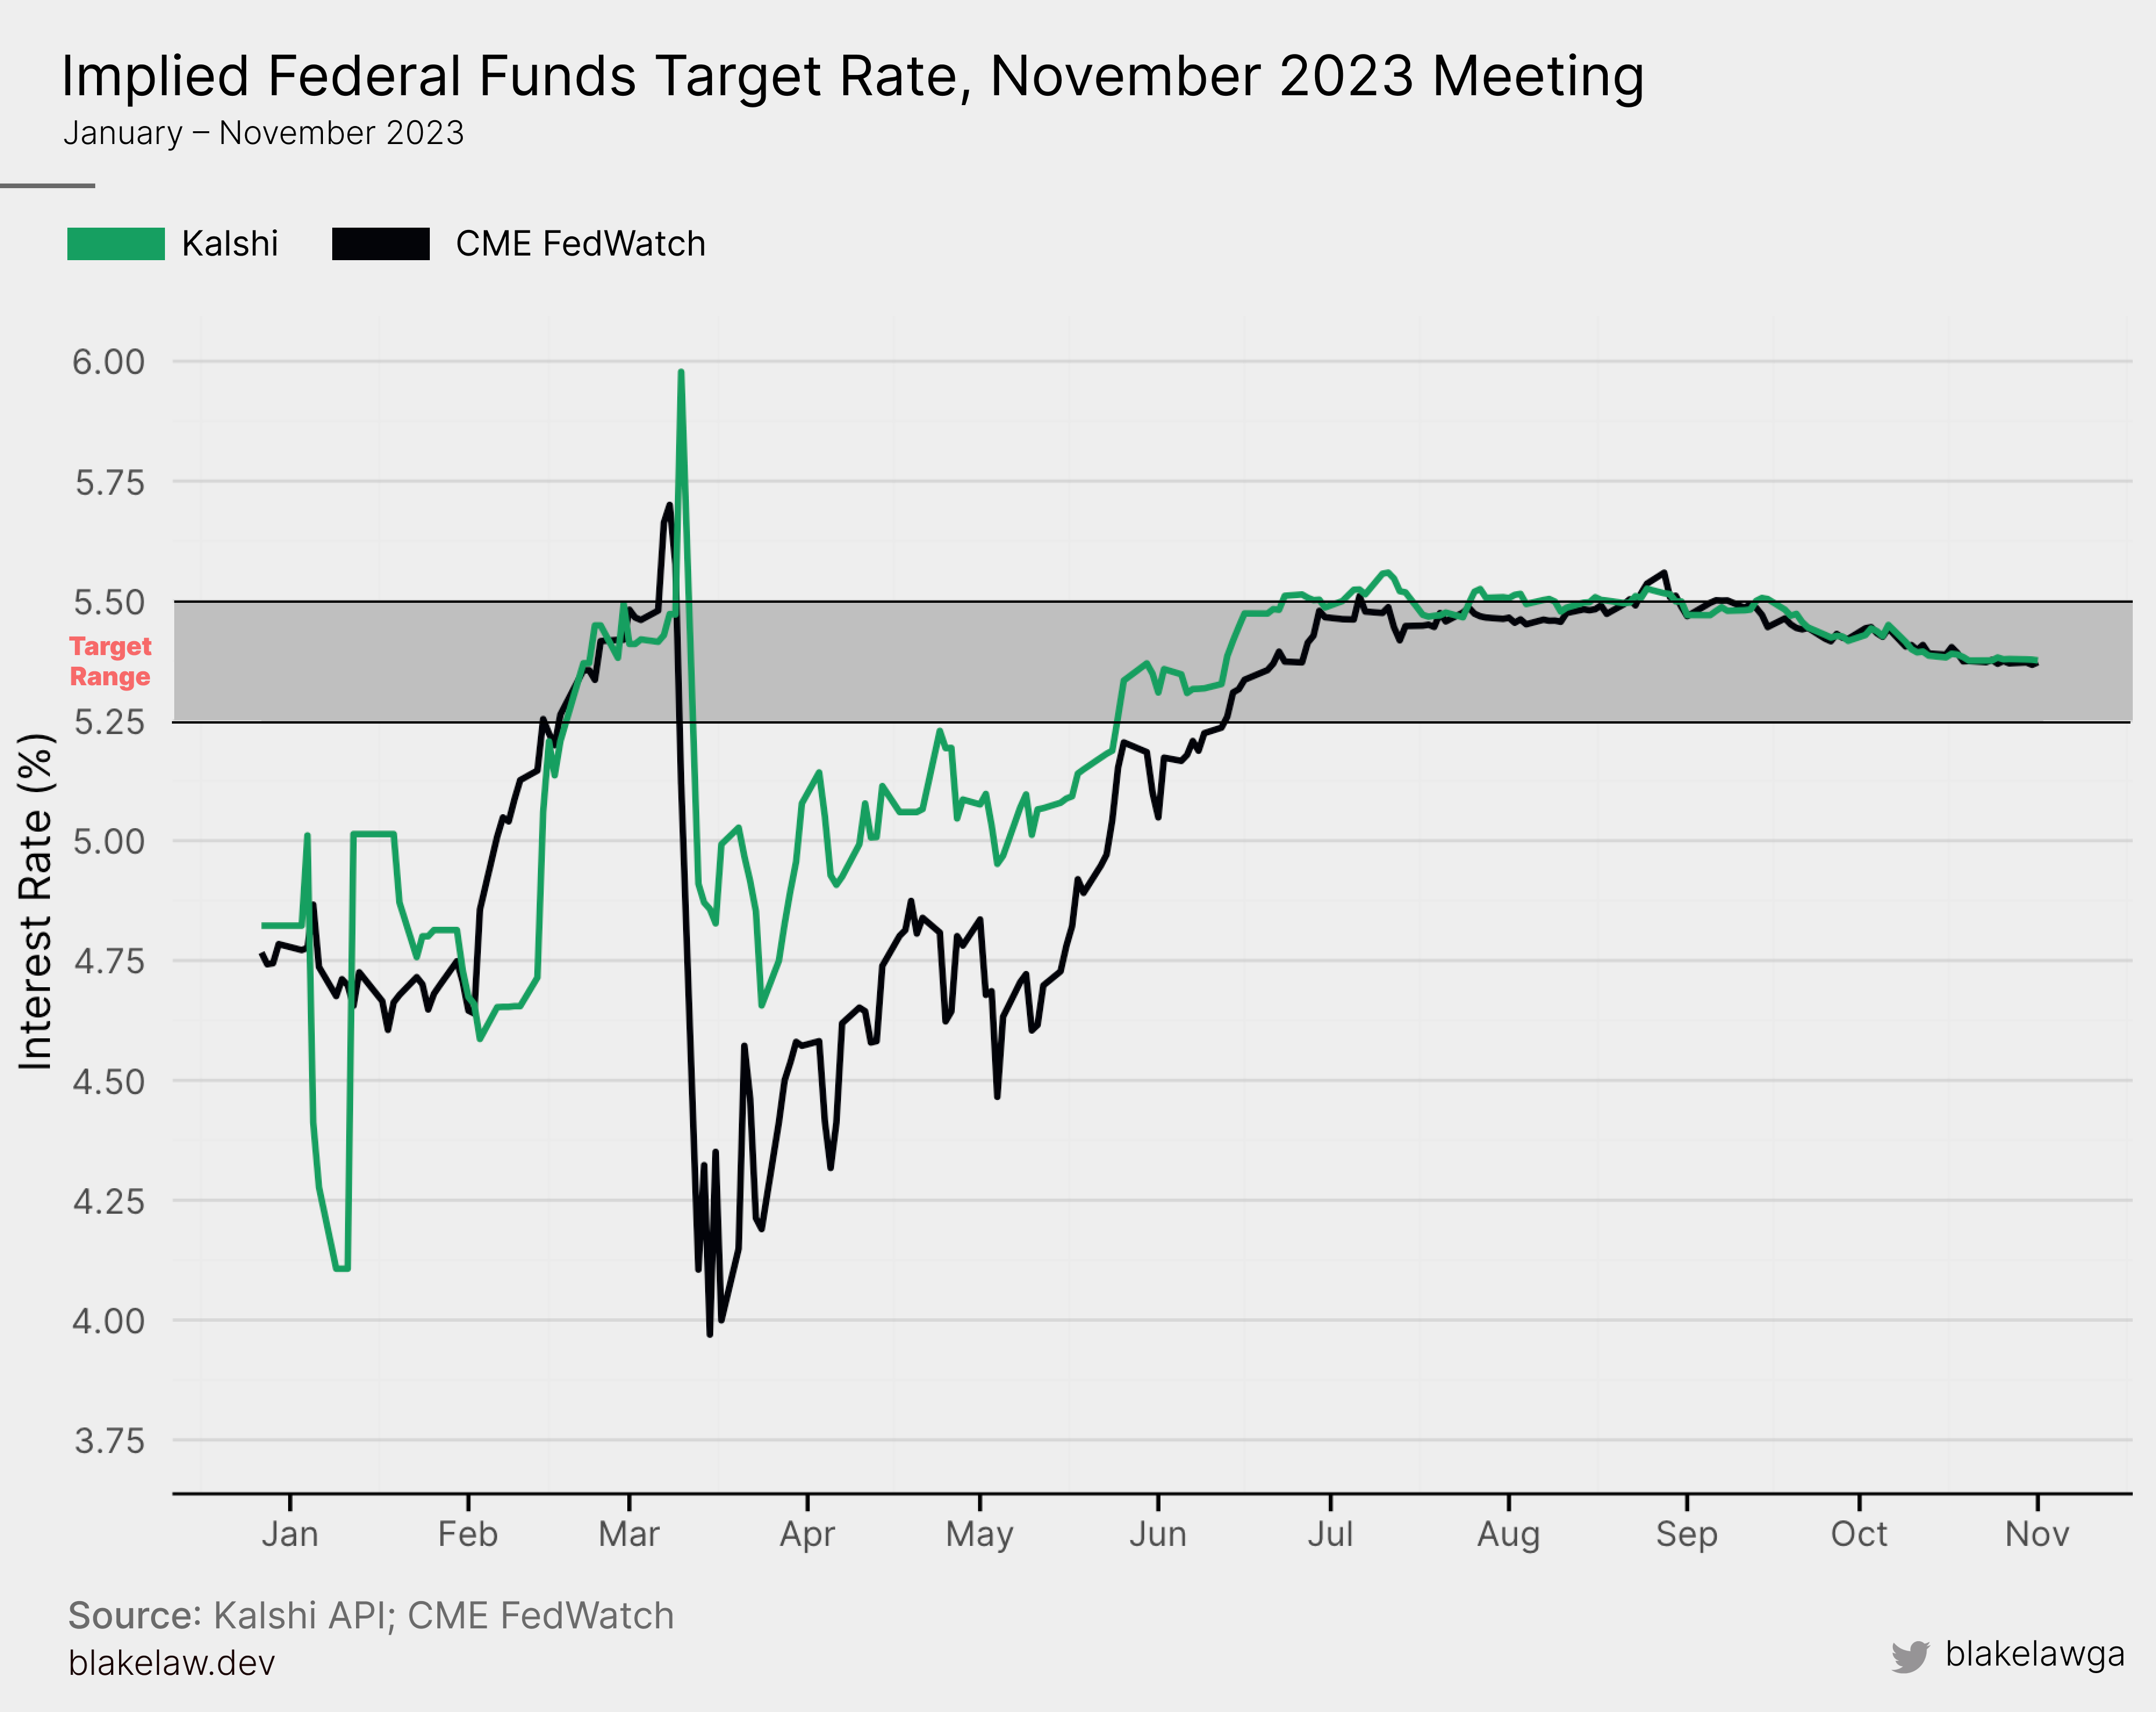 Implied Federal Funds Target Rate, November 2023 Meeting
January – November 2023
Kalshi
CME FedWatch
6.00
5.75
5.50
Target
Range
5.25
5.00
4.75
4.50
4.25
4.00
3.75
Interest Rate (%)
Jan Feb Mar Apr May Jun Jul Aug Sep Oct Nov
Source: Kalshi API; CME FedWatch
blakelaw.dev
blakelawga